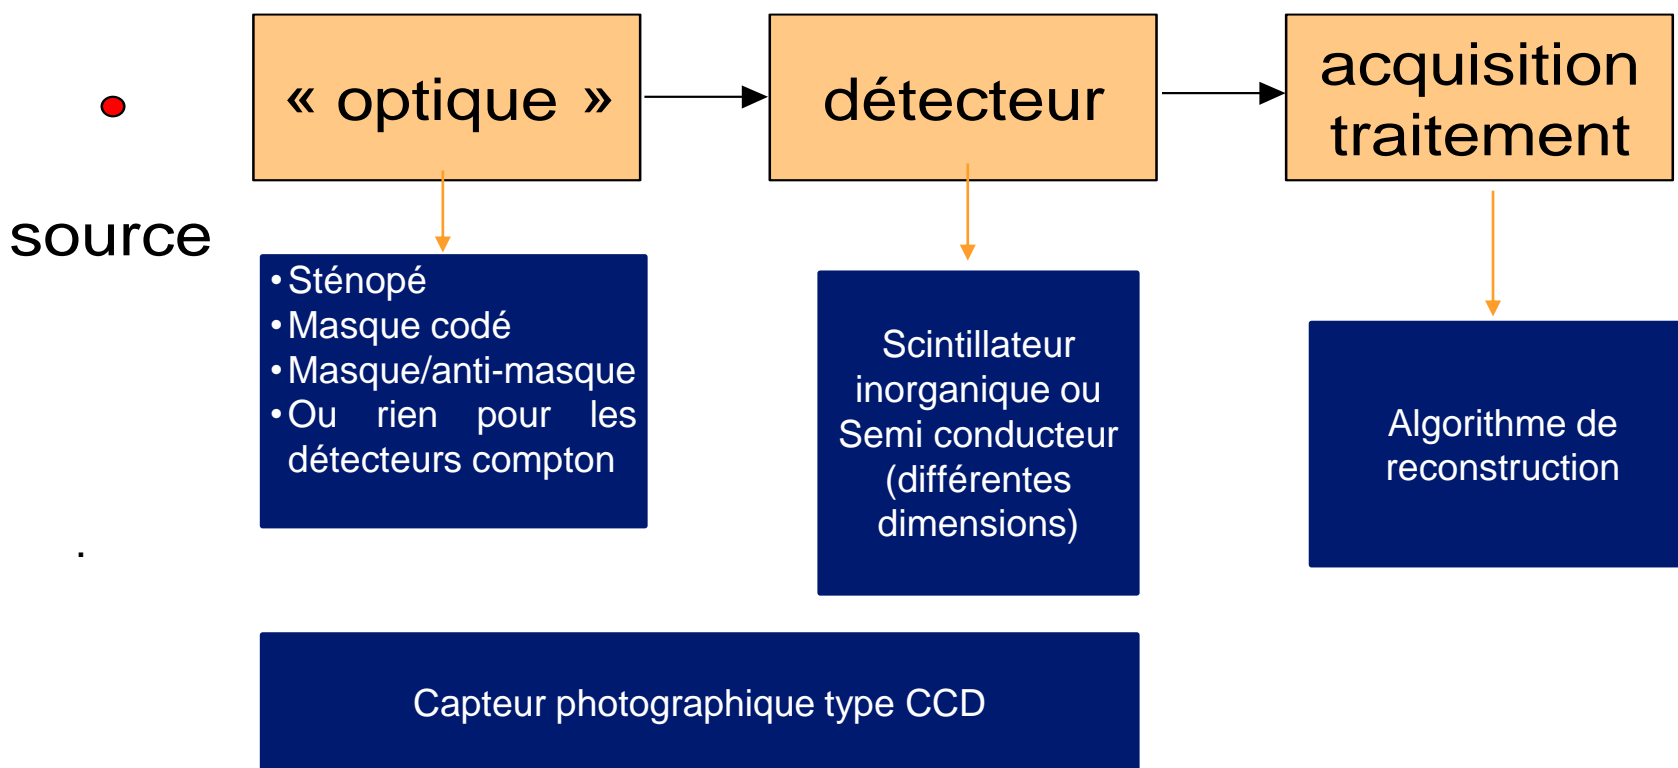 source
« optique »
détecteur
acquisition
traitement
•Sténopé
•Masque codé
•Masque/anti-masque
•Ou rien pour les
détecteurs compton
Scintillateur
inorganique ou
Semi conducteur
(différentes
dimensions)
Algorithme de
reconstruction
.
Capteur photographique type CCD